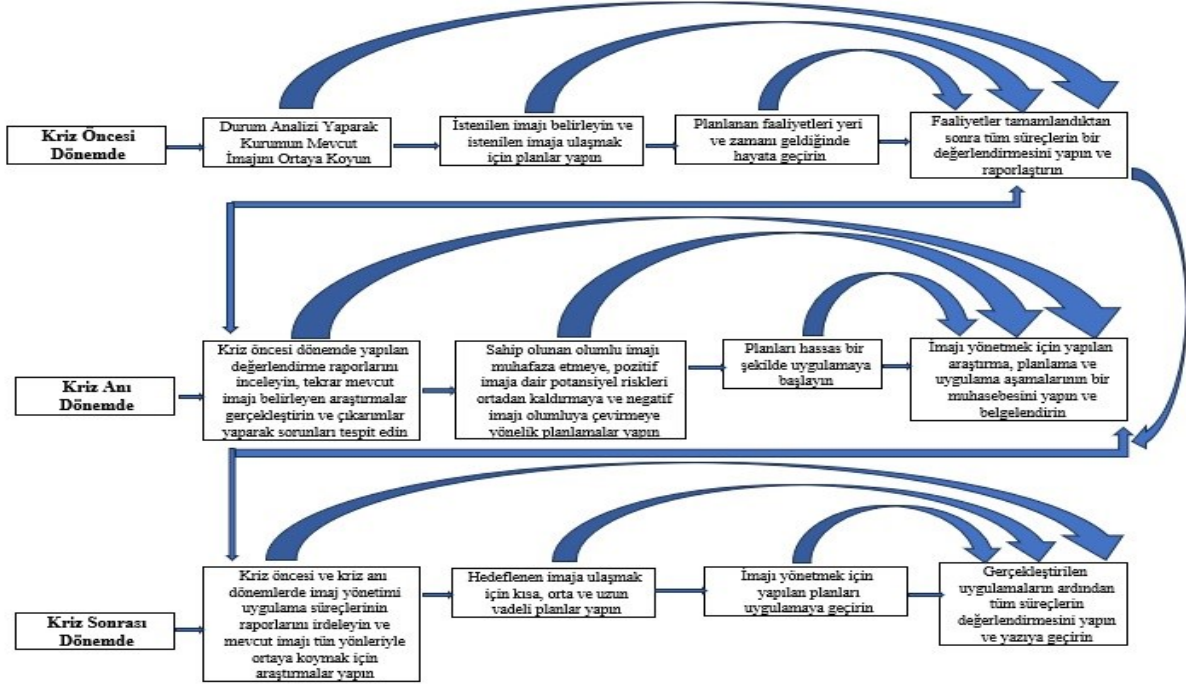 Kriz Öncesi
Dönemde
Durum Analizi Yaparak
Kurumun Mevcut
İmajını Ortaya Koyun
İstenilen imajı belirleyin ve
istenilen imaja ulaşmak
için planlar yapın
Planlanan faaliyetleri yeri
ve zamanı geldiğinde
hayata geçirin
Faaliyetler tamamlandıktan
sonra tüm süreçlerin bir
değerlendirmesini yapın ve
raporlaştırın
Kriz Anı
Dönemde
Kriz öncesi dönemde yapılan
değerlendirme raporlarını
inceleyin, tekrar mevcut
imajı belirleyen araştırmalar
gerçekleştirin ve çıkarımlar
yaparak sorunları tespit edin
Sahip olunan olumlu imajı
muhafaza etmeye, pozitif
imaja dair potansiyel riskleri
ortadan kaldırmaya ve negatif
imajı olumluya çevirmeye
yönelik planlamalar yapın
Planları hassas bir
şekilde uygulamaya
başlayın
İmajı yönetmek için yapılan
araştırma, planlama ve
uygulama aşamalarının bir
muhasebesini yapın ve
belgelendirin
Kriz Sonrası
Dönemde
Kriz öncesi ve kriz anı
dönemlerde imaj yönetimi
uygulama süreçlerinin
raporlarını irdeleyin ve
mevcut imajı tün yönleriyle
ortaya koymak için
araştırmalar yapın
Hedeflenen imaja ulaşmak
için kısa, orta ve uzun
vadeli planlar yapın
İmajı yönetmek için
yapılan planları
uygulamaya geçirin
Gerçekleştirilen
uygulamaların ardından
tüm süreçlerin
değerlendirmesini yapın
ve yazıya geçirin